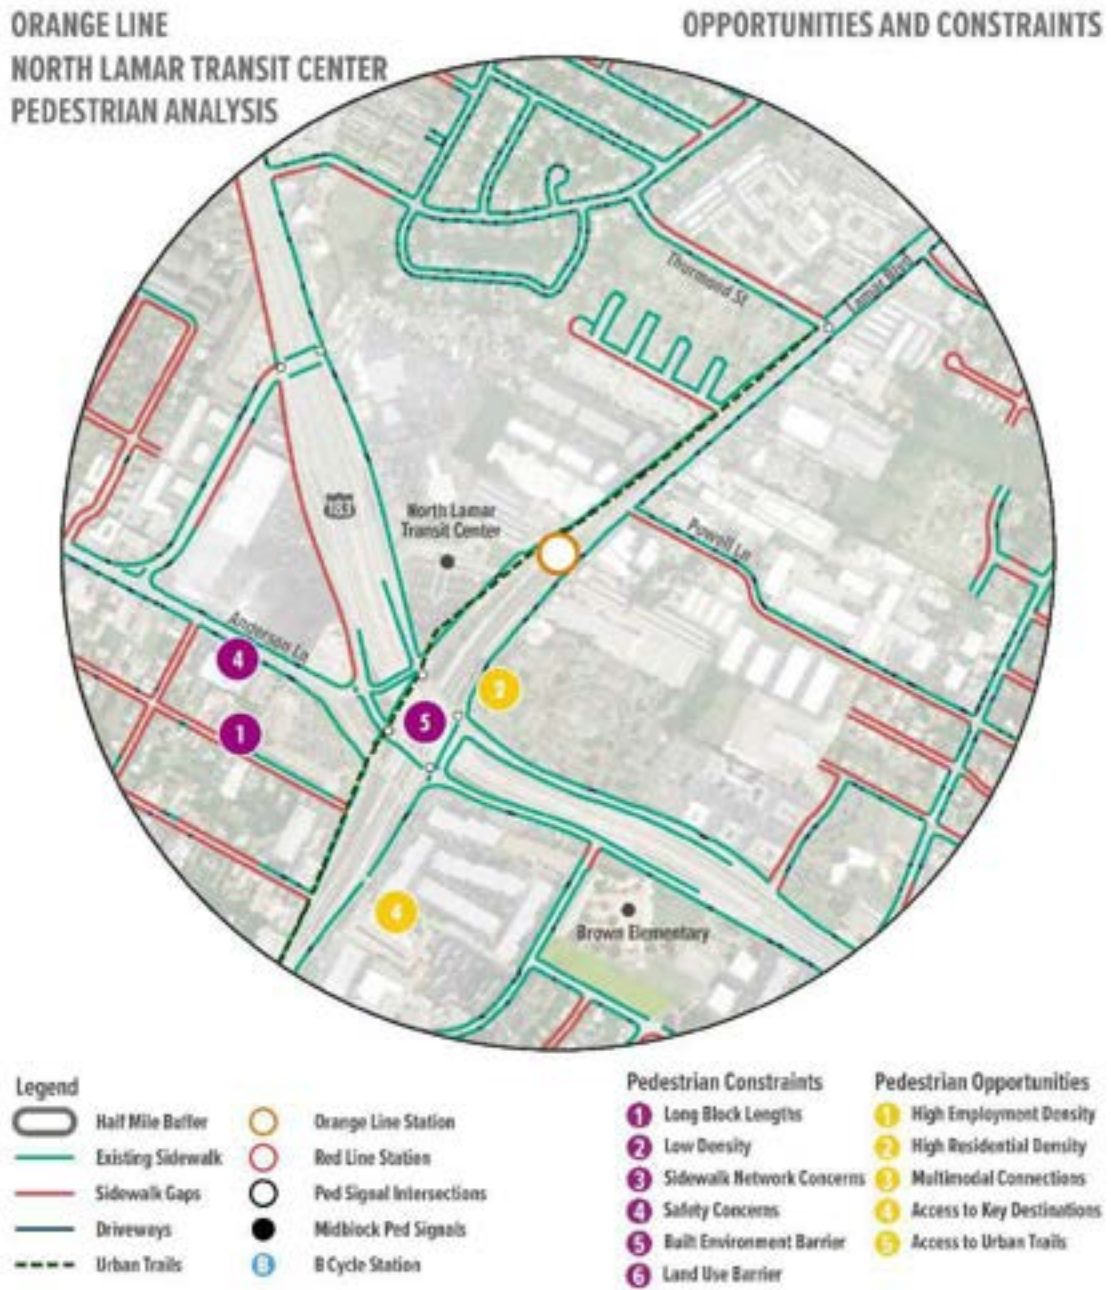 ORANGE LINE
NORTH LAMAR TRANSIT CENTER
PEDESTRIAN ANALYSIS
OPPORTUNITIES AND CONSTRAINTS
Thurmond St
Lamar Blvd
183
North Lamar
Transit Center
Powell Ln
Anderson Ln
4
2
5
1
4
Brown Elementary
Legend
Half Mile Buffer
Existing Sidewalk
Sidewalk Gaps
Driveways
Urban Trails
Orange Line Station
Red Line Station
Ped Signal Intersections
Midblock Ped Signals
B B Cycle Station
Pedestrian Constraints
1 Long Block Lengths
2 Low Density
3 Sidewalk Network Concerns
4 Safety Concerns
5 Built Environment Barrier
6 Land Use Barrier
Pedestrian Opportunities
1 High Employment Density
2 High Residential Density
3 Multimodal Connections
4 Access to Key Destinations
5 Access to Urban Trails